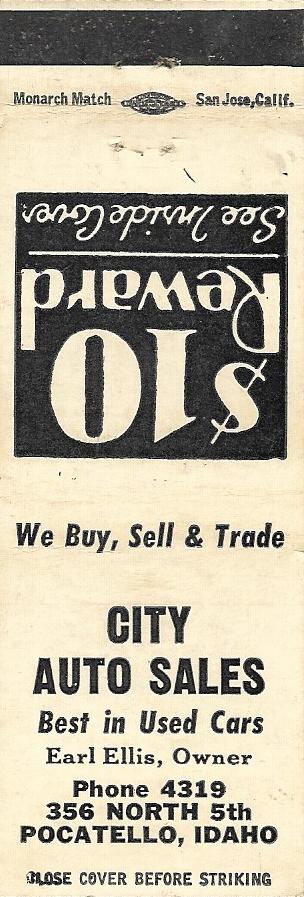 Monarch Match San Jose, Calif.
$10
Reward
See Inside Cover
We Buy, Sell & Trade
CITY
AUTO SALES
Best in Used Cars
Earl Ellis, Owner
Phone 4319
356 NORTH 5th
POCATELLO, IDAHO
CLOSE COVER BEFORE STRIKING